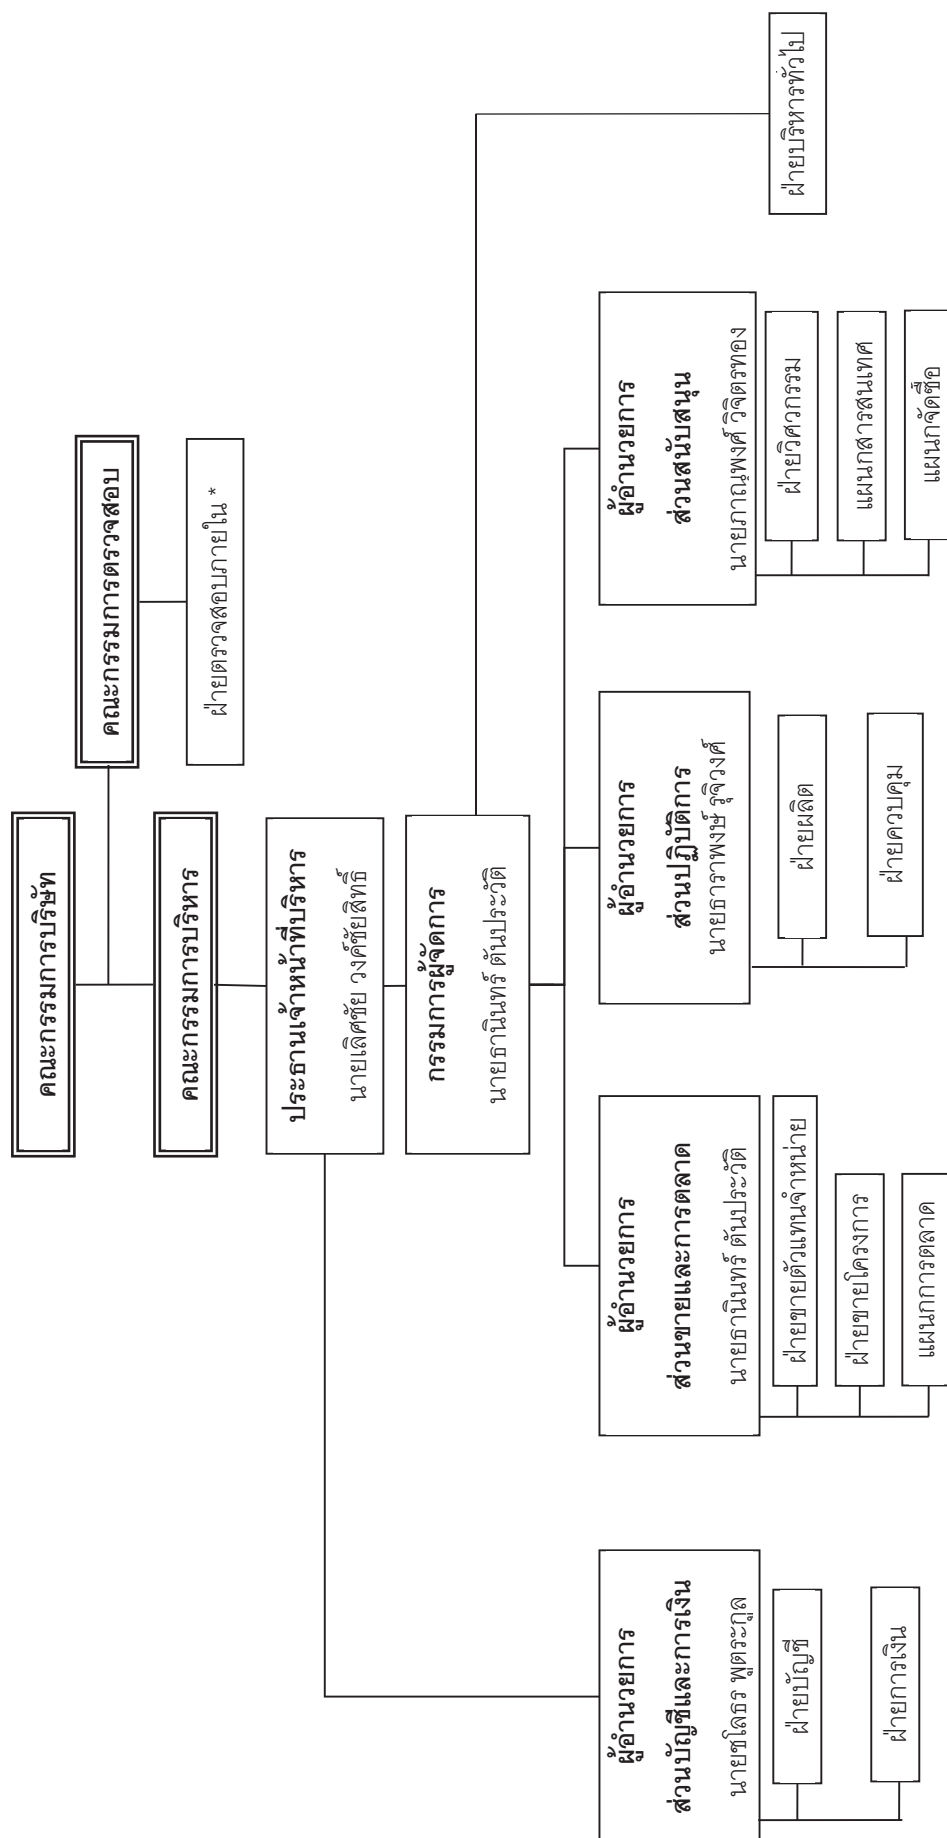 คณะกรรมการบริษัท
คณะกรรมการตรวจสอบ
ฝ่ายตรวจสอบภายใน *
คณะกรรมการบริหาร
ประธานเจ้าหน้าที่บริหาร
นายเลิศชัย วงค์ชัยสิทธิ์
กรรมการผู้จัดการ
นายธานินทร์ ตันประวัติ
ผู้อำนวยการ
ส่วนบัญชีและการเงิน
นายชโลธร พูตระกูล
ฝ่ายบัญชี
ฝ่ายการเงิน
ผู้อำนวยการ
ส่วนขายและการตลาด
นายธานินทร์ ตันประวัติ
ฝ่ายขายตัวแทนจำหน่าย
ฝ่ายขายโครงการ
แผนกการตลาด
ผู้อำนวยการ
ส่วนปฏิบัติการ
นายธาราพงษ์ รุจิวงศ์
ฝ่ายผลิต
ฝ่ายควบคุม
ผู้อำนวยการ
ส่วนสนับสนุน
นายภาณุพงศ์ วิจิตรทอง
ฝ่ายวิศวกรรม
แผนกสารสนเทศ
แผนกจัดซื้อ
ฝ่ายบริหารทั่วไป